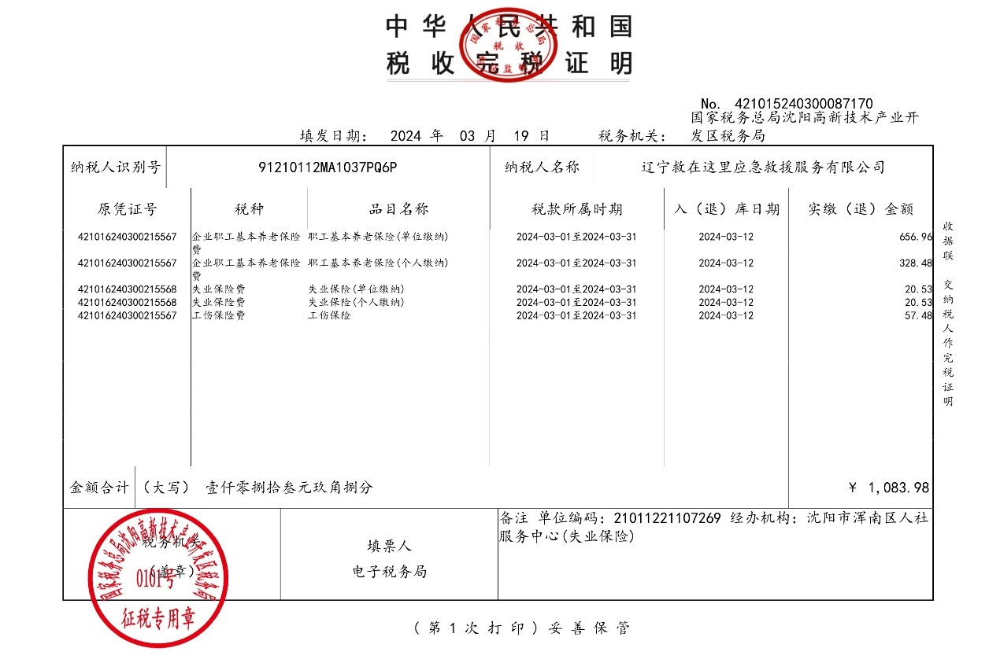 中华人民共和国
税收完税证明
国家税务总局
税 收
监制
No. 421015240300087170
国家税务总局沈阳高新技术产业开
填发日期： 2024 年 03 月 19 日 税务机关： 发区税务局
纳税人识别号 91210112MA1037PQ6P 纳税人名称 辽宁救在这里应急救援服务有限公司
原凭证号 税种 品目名称 税款所属时期 入（退）库日期 实缴（退）金额
421016240300215567 企业职工基本养老保险 职工基本养老保险(单位缴纳) 2024-03-01至2024-03-31 2024-03-12 656.96
费
421016240300215567 企业职工基本养老保险 职工基本养老保险(个人缴纳) 2024-03-01至2024-03-31 2024-03-12 328.48
费
421016240300215568 失业保险费 失业保险(单位缴纳) 2024-03-01至2024-03-31 2024-03-12 20.53
421016240300215568 失业保险费 失业保险(个人缴纳) 2024-03-01至2024-03-31 2024-03-12 20.53
421016240300215567 工伤保险费 工伤保险 2024-03-01至2024-03-31 2024-03-12 57.48
收据联 交纳税人作完税证明
金额合计 （大写） 壹仟零捌拾叁元玖角捌分 ￥ 1,083.98
税务机关
（盖章）
国家税务总局沈阳高新技术产业开发区税务局
0101号
征税专用章
填票人
电子税务局
备注 单位编码：21011221107269 经办机构：沈阳市浑南区人社
服务中心(失业保险)
(第1次打印)妥善保管